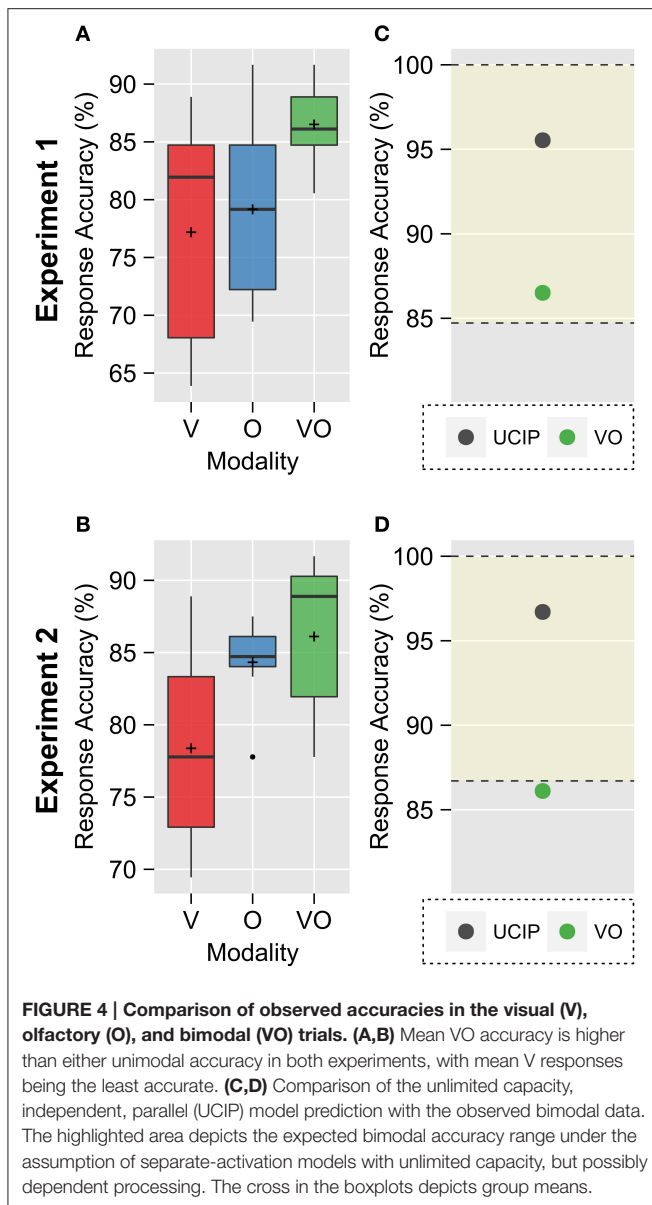 A
C
Experiment 1
Response Accuracy (%)
90
85
80
75
70
65
V O VO
Modality
Response Accuracy (%)
100
95
90
85
UCIP VO
B
D
Experiment 2
Response Accuracy (%)
90
85
80
75
70
V O VO
Modality
Response Accuracy (%)
100
95
90
85
UCIP VO
FIGURE 4 | Comparison of observed accuracies in the visual (V),
olfactory (O), and bimodal (VO) trials. (A,B) Mean VO accuracy is higher
than either unimodal accuracy in both experiments, with mean V responses
being the least accurate. (C,D) Comparison of the unlimited capacity,
independent, parallel (UCIP) model prediction with the observed bimodal data.
The highlighted area depicts the expected bimodal accuracy range under the
assumption of separate-activation models with unlimited capacity, but possibly
dependent processing. The cross in the boxplots depicts group means.